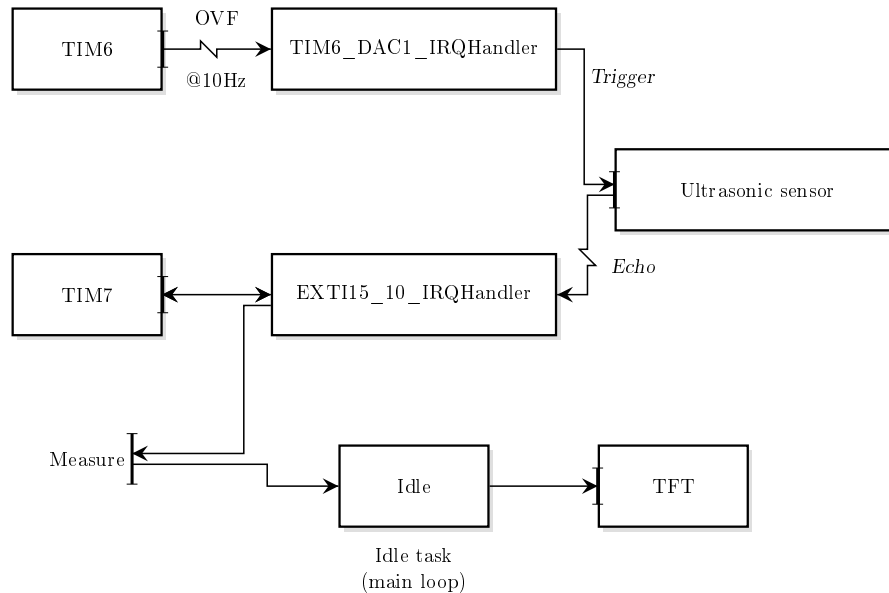 OVF
TIM6
TIM6_DAC1_IRQHandler
@10Hz
Trigger
Ultrasonic sensor
Echo
TIM7
EXTI15_10_IRQHandler
Measure
Idle
TFT
Idle task
(main loop)